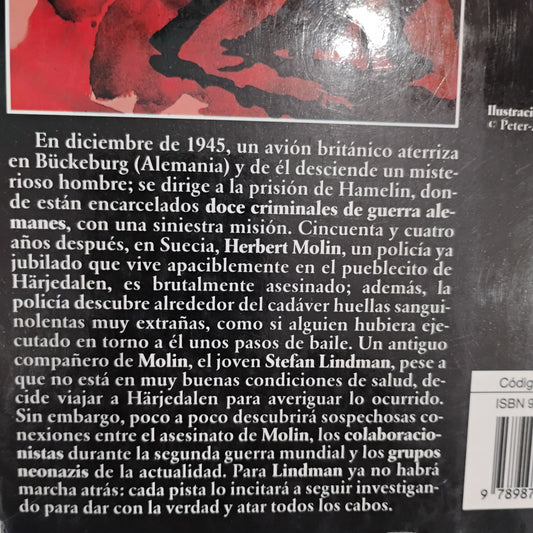 Ilustració
© Peter-
En diciembre de 1945, un avión británico aterriza
en Bückeburg (Alemania) y de él desciende un miste-
rioso hombre; se dirige a la prisión de Hamelin, don-
de están encarcelados doce criminales de guerra ale-
manes, con una siniestra misión. Cincuenta y cuatro
años después, en Suecia, Herbert Molin, un policía ya
jubilado que vive apaciblemente en el pueblecito de
Härjedalen, es brutalmente asesinado; además, la
policía descubre alrededor del cadáver huellas sangui-
nolentas muy extrañas, como si alguien hubiera eje-
cutado en torno a él unos pasos de baile. Un antiguo
compañero de Molin, el joven Stefan Lindman, pese a
que no está en muy buenas condiciones de salud, de-
cide viajar a Härjedalen para averiguar lo ocurrido.
Sin embargo, poco a poco descubrirá sospechosas co-
nexiones entre el asesinato de Molin, los colaboracio-
nistas durante la segunda guerra mundial y los grupos
neonazis de la actualidad. Para Lindman ya no habrá
marcha atrás: cada pista lo incitará a seguir investigan-
do para dar con la verdad y atar todos los cabos.
Código
ISBN 9
9 78987